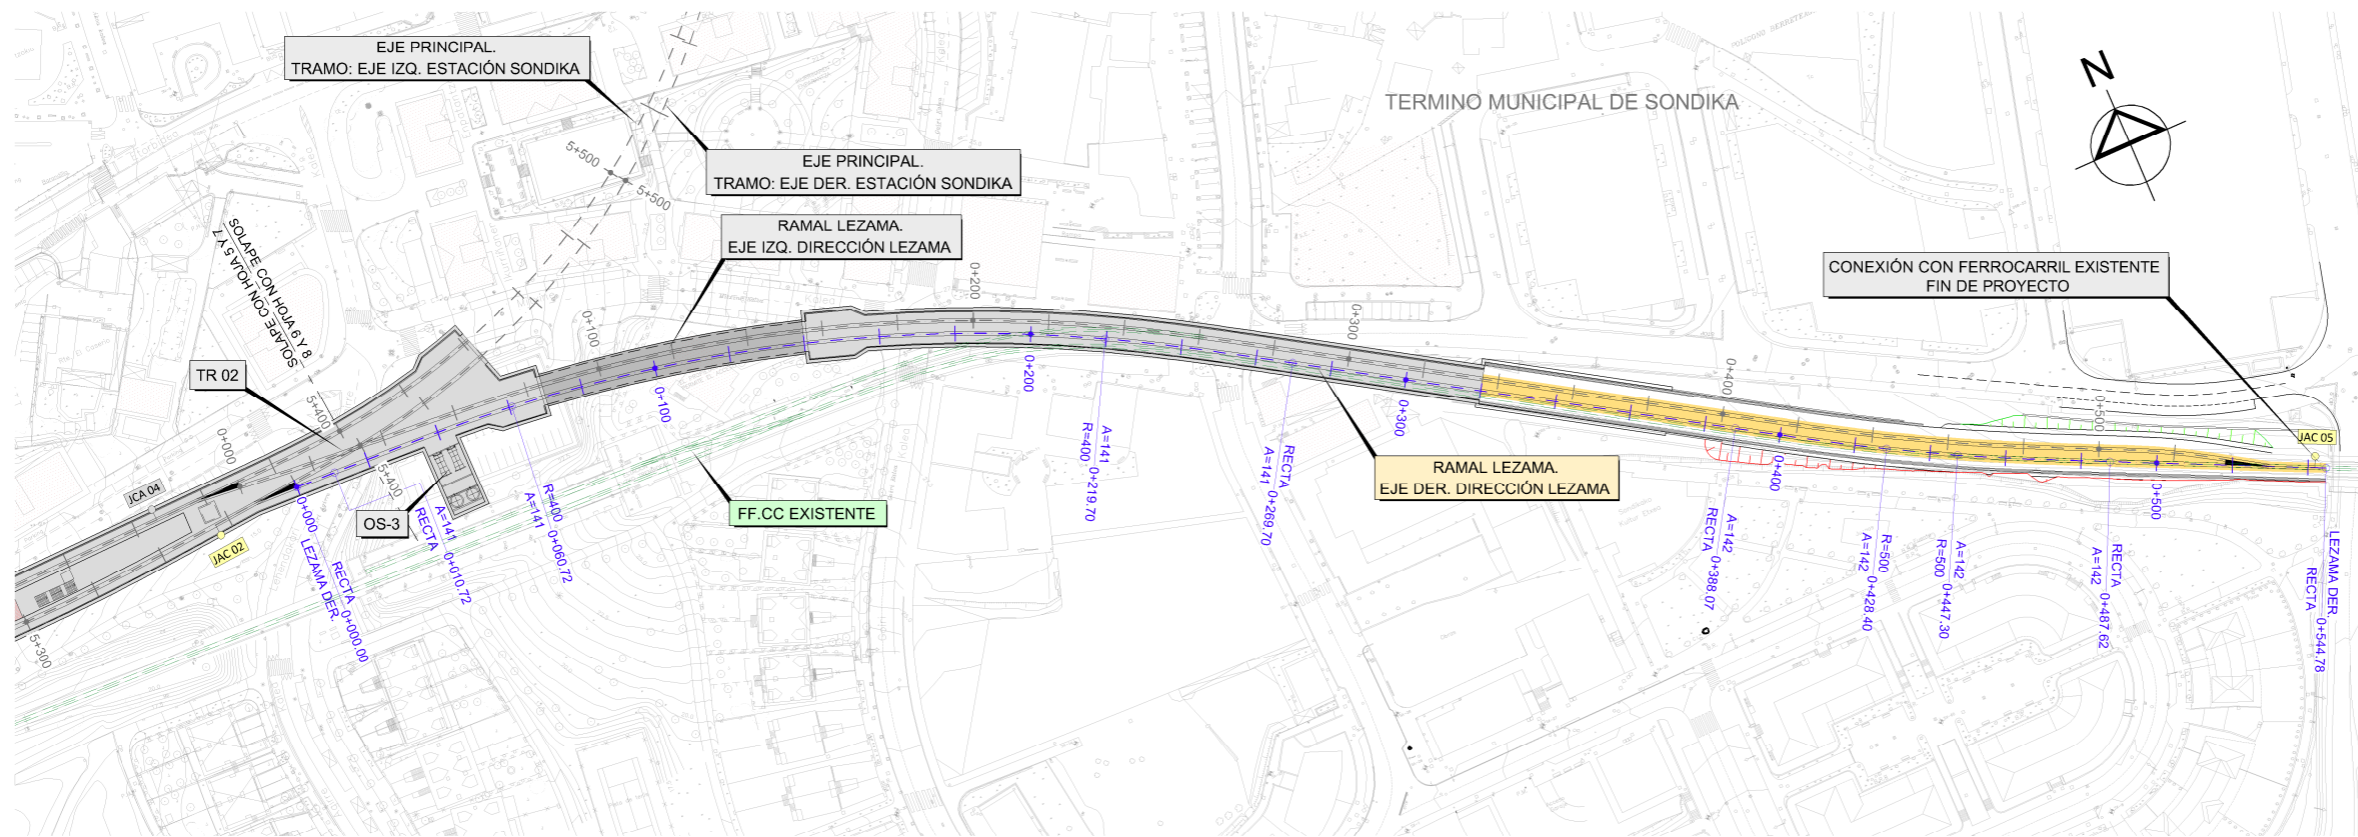 EJE PRINCIPAL.
TRAMO: EJE IZQ. ESTACIÓN SONDIKA
EJE PRINCIPAL.
TRAMO: EJE DER. ESTACIÓN SONDIKA
RAMAL LEZAMA.
EJE IZQ. DIRECCIÓN LEZAMA
TERMINO MUNICIPAL DE SONDIKA
N
CONEXIÓN CON FERROCARRIL EXISTENTE
FIN DE PROYECTO
5+500
5+500
SOLAPE CON HOJA 9 Y 8
SOLAPE CON HOJA 5 Y 7
TR 02
5+400
0+000
0+100
0+200
0+300
0+400
0+500
JCA 04
JAC 02
JAC 05
OS-3
5+400
5+300
FF.CC EXISTENTE
RAMAL LEZAMA.
EJE DER. DIRECCIÓN LEZAMA
0+000
LEZAMA DER.
RECTA 0+000.00
A=141 0+010.72
RECTA
R=400 0+060.72
A=141
0+100
0+200
A=141 0+219.70
R=400
RECTA 0+269.70
A=141
0+300
A=142
RECTA 0+388.07
0+400
R=500 0+428.40
A=142
A=142 0+447.30
R=500
RECTA 0+487.62
A=142
0+500
LEZAMA DER.
RECTA 0+544.78